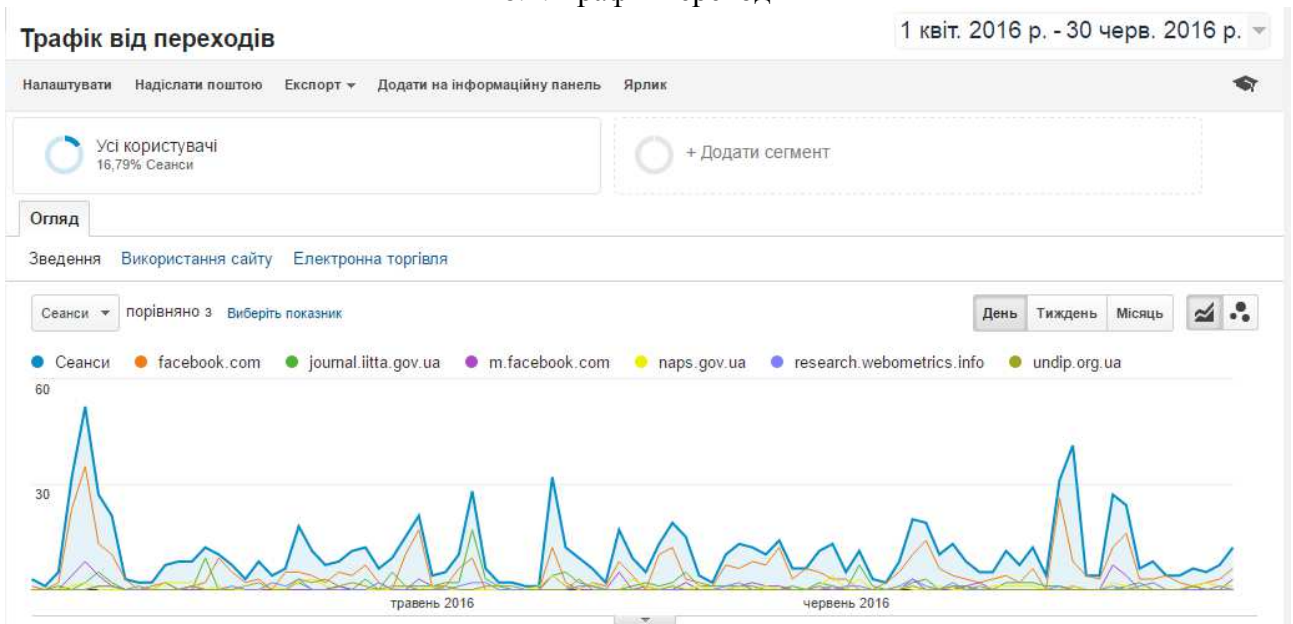 Трафік від переходів
1 квіт. 2016 р. - 30 черв. 2016 р.
Налаштувати Надіслати поштою Експорт Додати на інформаційну панель Ярлик
Усі користувачі
16,79% Сеанси
+ Додати сегмент
Огляд
Зведення Використання сайту Електронна торгівля
Сеанси порівняно з Виберіть показник
День Тиждень Місяць
Сеанси facebook.com journal.iitta.gov.ua m.facebook.com naps.gov.ua research.webometrics.info undip.org.ua
60
30
травень 2016 червень 2016